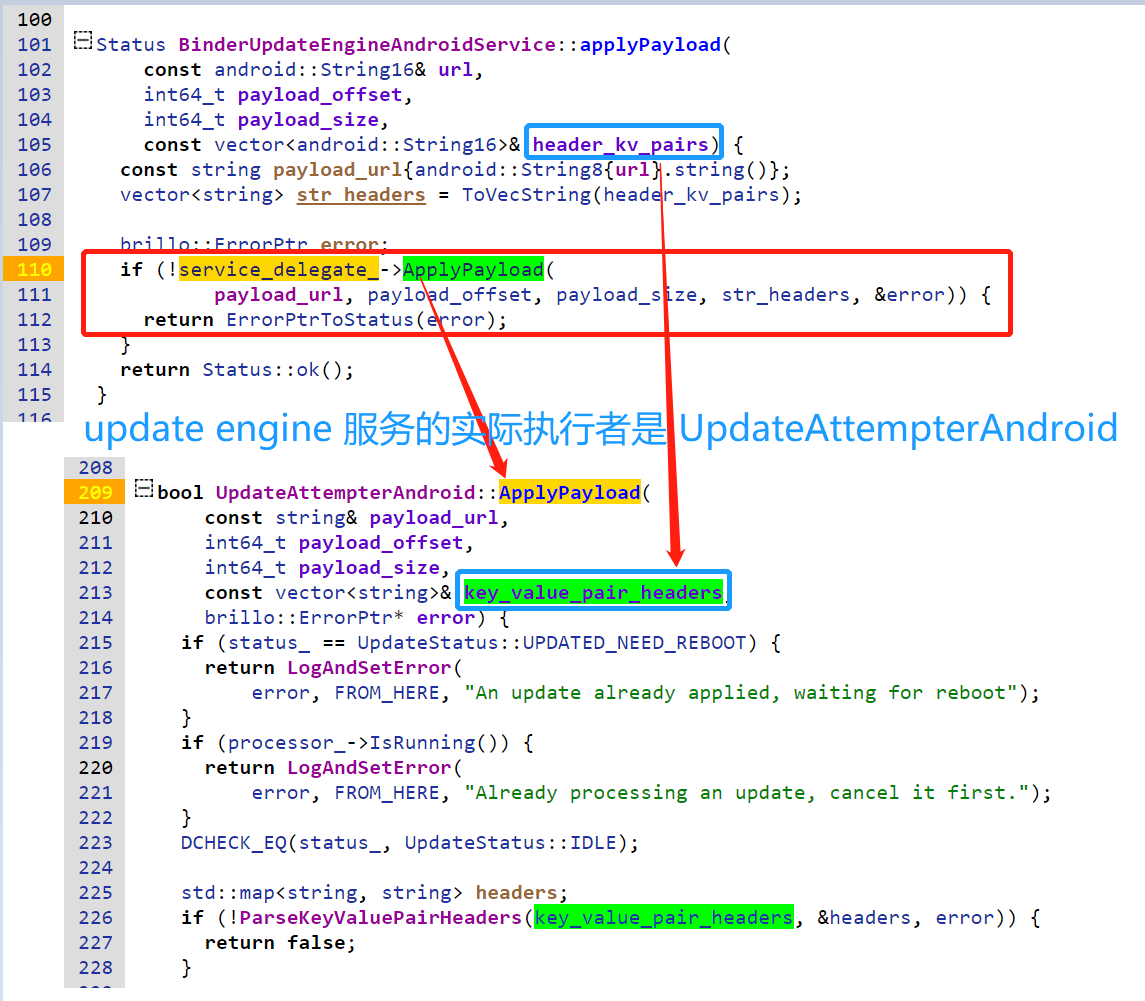 100
101 Status BinderUpdateEngineAndroidService::applyPayload(
102 const android::String16& url,
103 int64_t payload_offset,
104 int64_t payload_size,
105 const vector<android::String16>& header_kv_pairs) {
106 const string payload_url{android::String8{url}.string()};
107 vector<string> str_headers = ToVecString(header_kv_pairs);
108
109 brillo::ErrorPtr error;
110 if (!service_delegate_->ApplyPayload(
111 payload_url, payload_offset, payload_size, str_headers, &error)) {
112 return ErrorPtrToStatus(error);
113 }
114 return Status::ok();
115 }
116
update engine 服务的实际执行者是 UpdateAttempterAndroid
208
209 bool UpdateAttempterAndroid::ApplyPayload(
210 const string& payload_url,
211 int64_t payload_offset,
212 int64_t payload_size,
213 const vector<string>& key_value_pair_headers,
214 brillo::ErrorPtr* error) {
215 if (status_ == UpdateStatus::UPDATED_NEED_REBOOT) {
216 return LogAndSetError(
217 error, FROM_HERE, "An update already applied, waiting for reboot");
218 }
219 if (processor_->IsRunning()) {
220 return LogAndSetError(
221 error, FROM_HERE, "Already processing an update, cancel it first.");
222 }
223 DCHECK_EQ(status_, UpdateStatus::IDLE);
224
225 std::map<string, string> headers;
226 if (!ParseKeyValuePairHeaders(key_value_pair_headers, &headers, error)) {
227 return false;
228 }